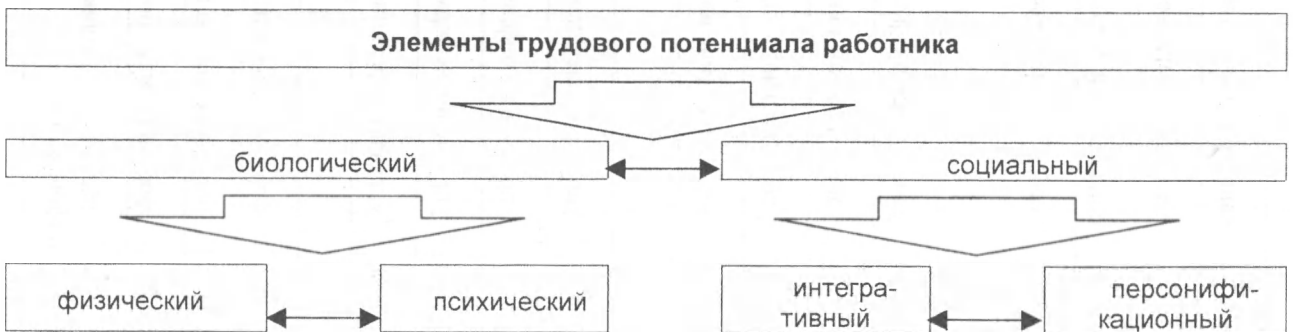 Элементы трудового потенциала работника
биологический
социальный
физический
психический
интегра-
тивный
персонифи-
кационный